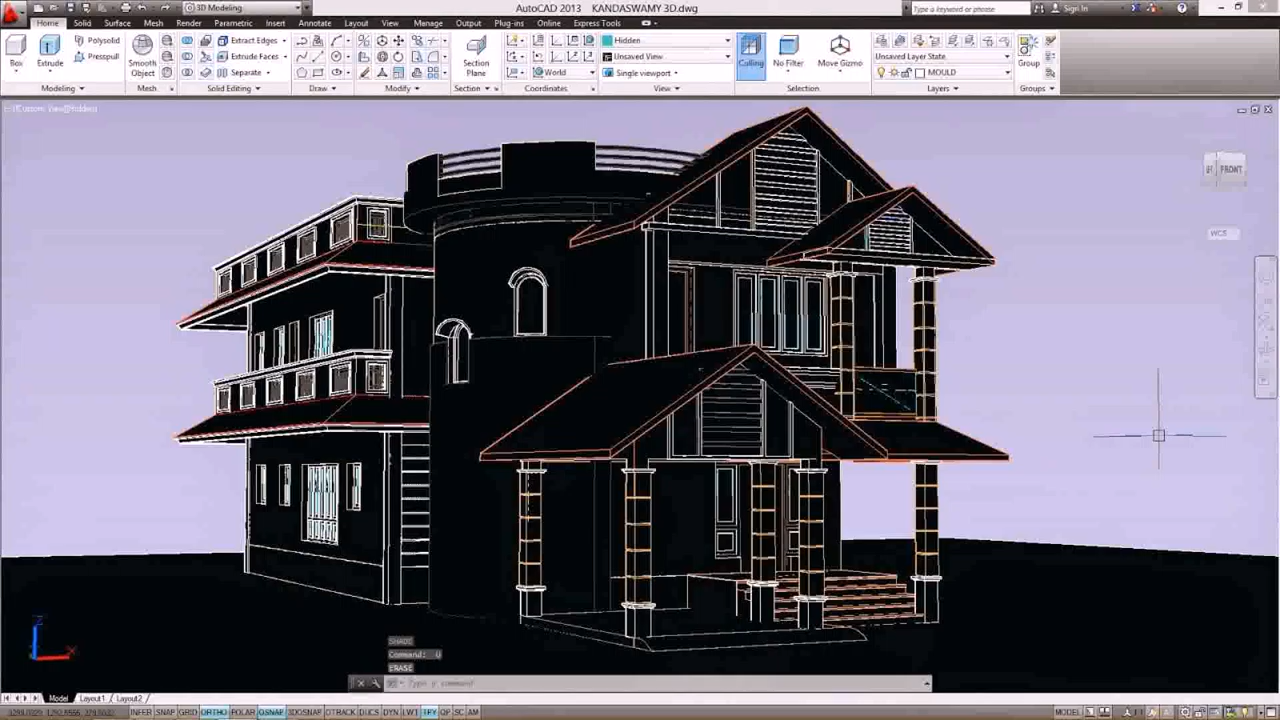 3D Modeling
AutoCAD 2013 KANDASWAMY 3D.dwg
Type a keyword or phrase
Sign In
Home Solid Surface Mesh Render Parametric Insert Annotate Layout View Manage Output Plug-ins Online Express Tools
Box
Extrude
Polysolid
Presspull
Smooth
Object
Extract Edges
Extrude Faces
Separate
Section
Plane
World
Hidden
Unsaved View
Single viewport
Culling
No Filter
Move Gizmo
Unsaved Layer State
MOULD
Group
Modeling
Mesh
Solid Editing
Draw
Modify
Section
Coordinates
View
Selection
Layers
Groups
FRONT
WCS
Z
X
SHADE
Command: U
ERASE
Type a command
Model Layout1 Layout2
INFER SNAP GRID ORTHO POLAR OSNAP 3DOSNAP OTRACK DUCS DYN LWT TPY QP SC AM
MODEL